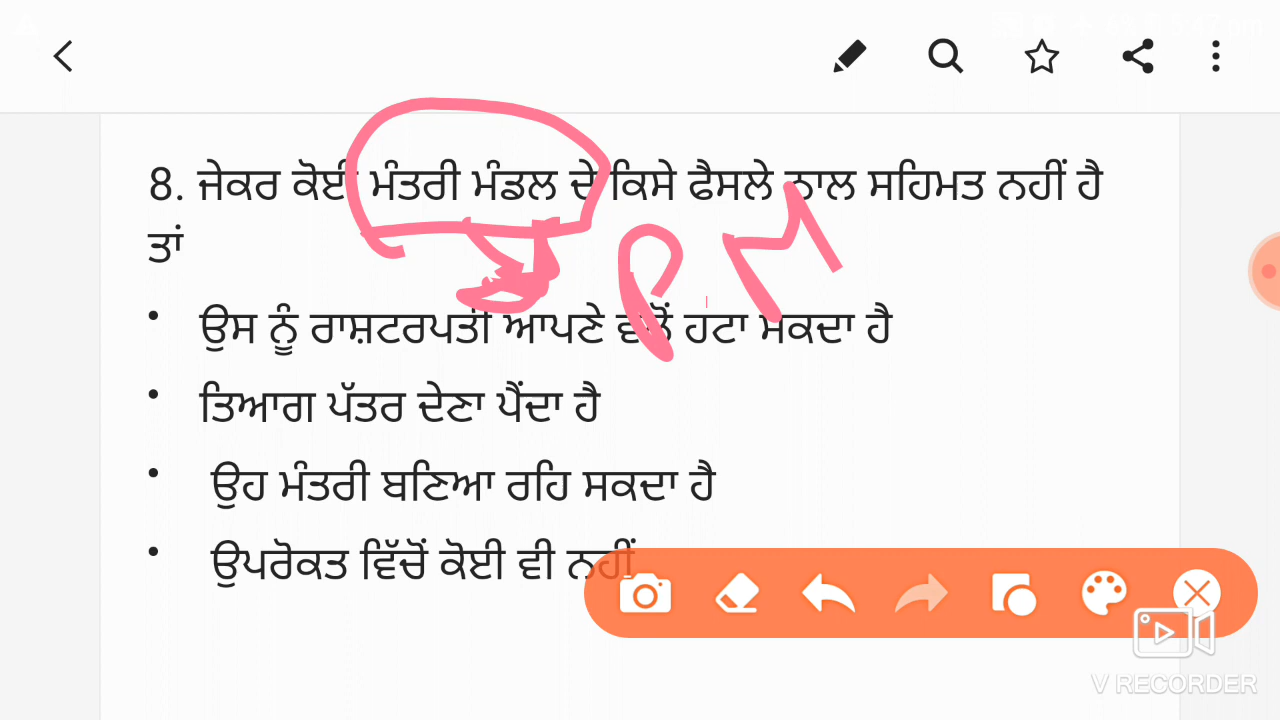 8. ਜੇਕਰ ਕੋਈ ਮੰਤਰੀ ਮੰਡਲ ਦੇ ਕਿਸੇ ਫੈਸਲੇ ਨਾਲ ਸਹਿਮਤ ਨਹੀਂ ਹੈ
ਤਾਂ
PM
• ਉਸ ਨੂੰ ਰਾਸ਼ਟਰਪਤੀ ਆਪਣੇ ਵੱਲੋਂ ਹਟਾ ਸਕਦਾ ਹੈ
• ਤਿਆਗ ਪੱਤਰ ਦੇਣਾ ਪੈਂਦਾ ਹੈ
• ਉਹ ਮੰਤਰੀ ਬਣਿਆ ਰਹਿ ਸਕਦਾ ਹੈ
• ਉਪਰੋਕਤ ਵਿੱਚੋਂ ਕੋਈ ਵੀ ਨਹੀਂ
V RECORDER